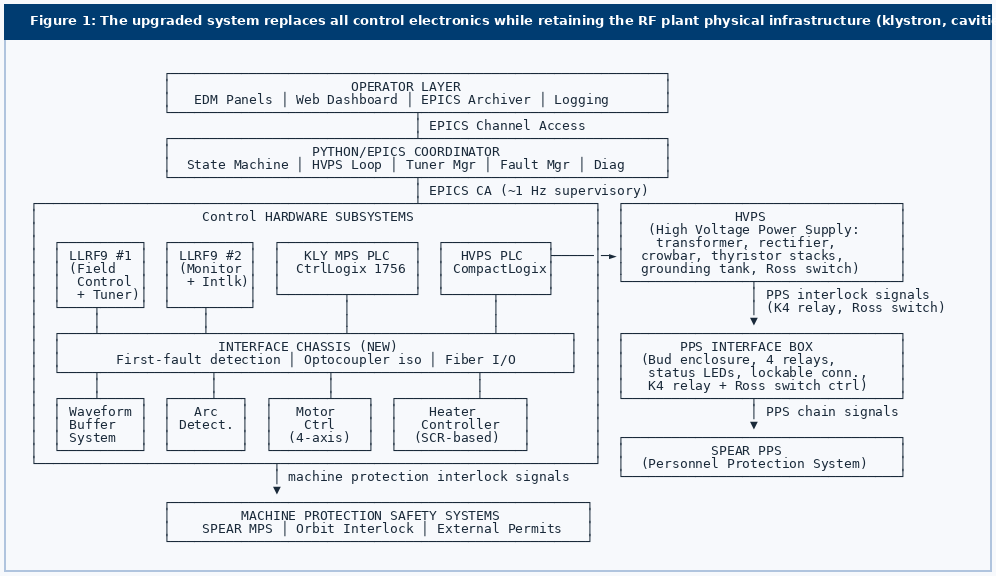 Figure 1: The upgraded system replaces all control electronics while retaining the RF plant physical infrastructure (klystron,
OPERATOR LAYER
EDM Panels | Web Dashboard | EPICS Archiver | Logging
EPICS Channel Access
PYTHON/EPICS COORDINATOR
State Machine | HVPS Loop | Tuner Mgr | Fault Mgr | Diag
EPICS CA (~1 Hz supervisory)
Control HARDWARE SUBSYSTEMS
LLRF9 #1
(Field
Control
+ Tuner)
LLRF9 #2
(Monitor
+ Intlk)
KLY MPS PLC
CtrlLogix 1756
HVPS PLC
CompactLogix
INTERFACE CHASSIS (NEW)
First-fault detection | Optocoupler iso | Fiber I/O
Waveform
Buffer
System
Arc
Detect.
Motor
Ctrl
(4-axis)
Heater
Controller
(SCR-based)
HVPS
(High Voltage Power Supply:
transformer, rectifier,
crowbar, thyristor stacks,
grounding tank, Ross switch)
PPS interlock signals
(K4 relay, Ross switch)
PPS INTERFACE BOX
(Bud enclosure, 4 relays,
status LEDs, lockable conn.,
K4 relay + Ross switch ctrl)
PPS chain signals
SPEAR PPS
(Personnel Protection System)
machine protection interlock signals
MACHINE PROTECTION SAFETY SYSTEMS
SPEAR MPS | Orbit Interlock | External Permits